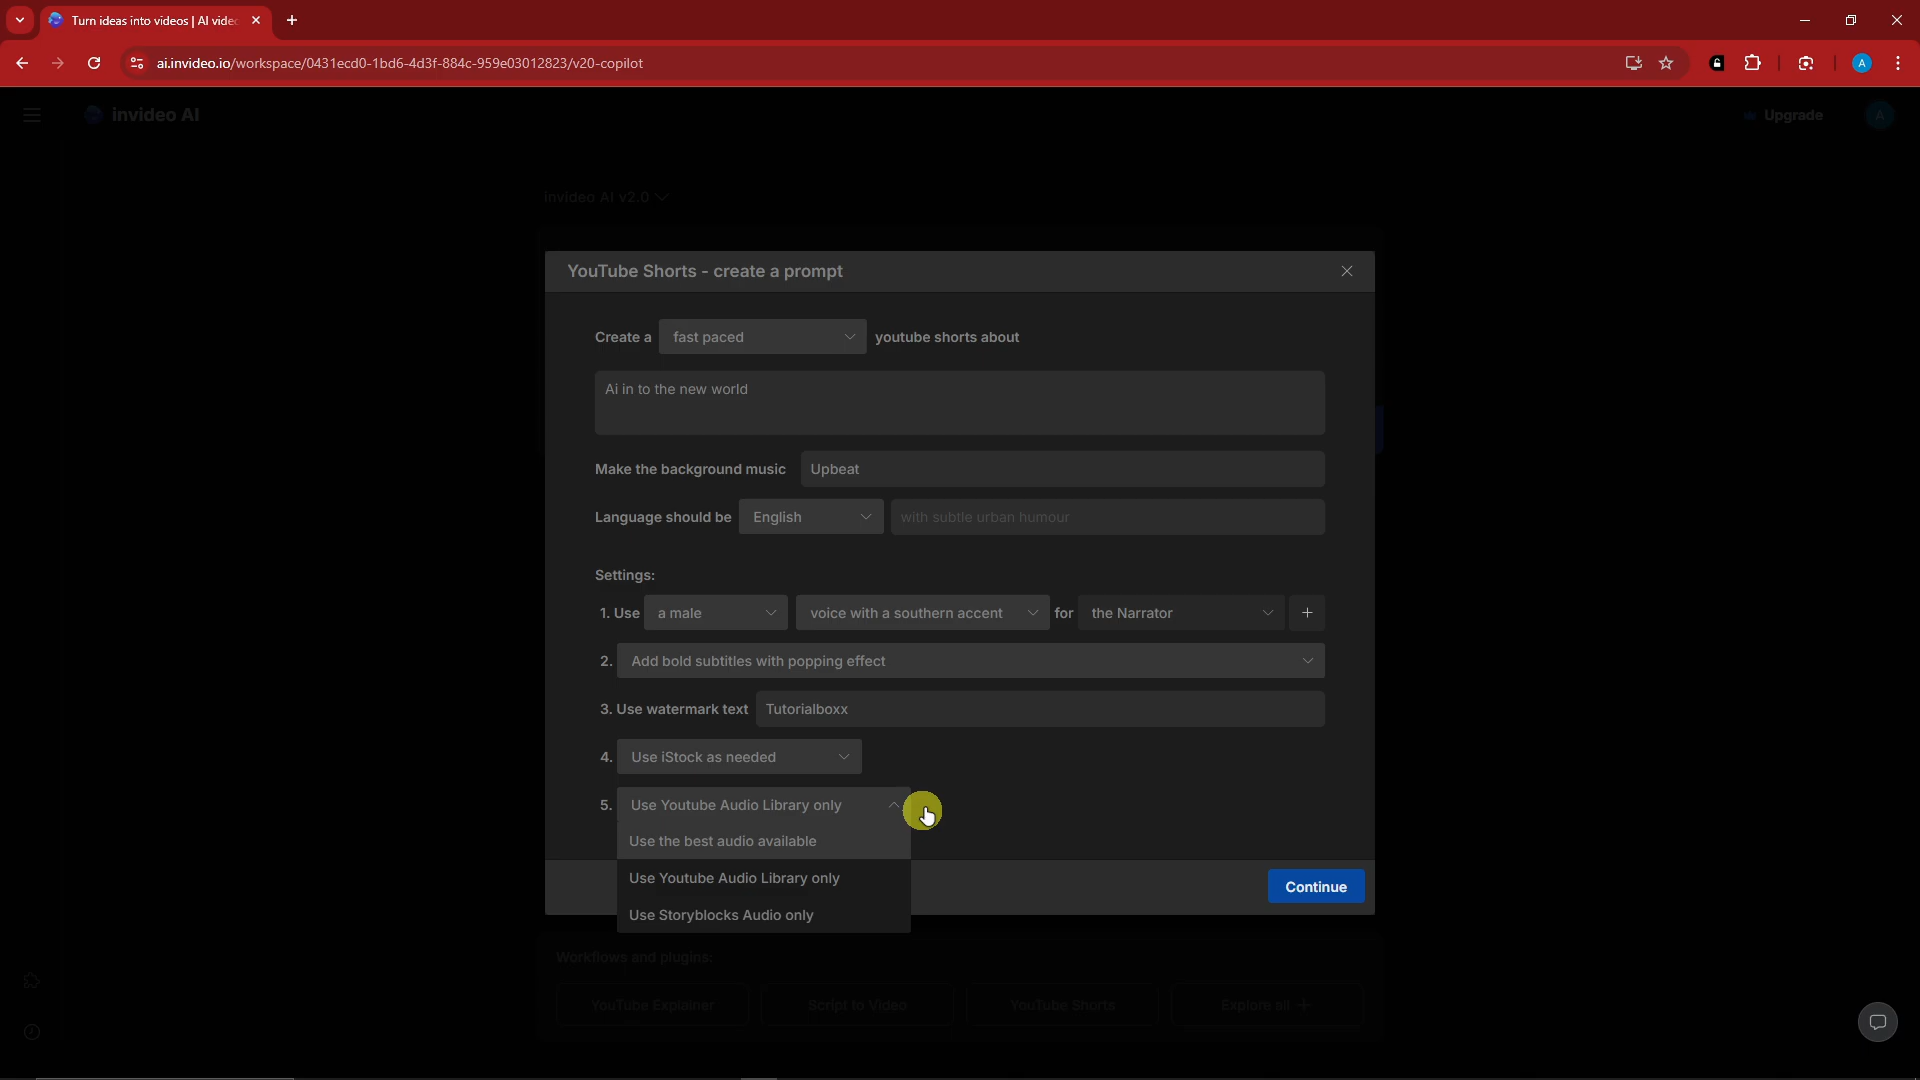 Turn ideas into videos | AI vide
ai.invideo.io/workspace/0431ecd0-1bd6-4d3f-884c-959e03012823/v20-copilot
A
invideo AI
Upgrade
A
invideo AI v2.0
YouTube Shorts - create a prompt
Create a fast paced youtube shorts about
Ai in to the new world
Make the background music Upbeat
Language should be English with subtle urban humour
Settings:
1. Use a male voice with a southern accent for the Narrator +
2. Add bold subtitles with popping effect
3. Use watermark text Tutorialboxx
4. Use iStock as needed
5. Use Youtube Audio Library only
Use the best audio available
Use Youtube Audio Library only
Continue
Use Storyblocks Audio only
Workflows and plugins:
YouTube Explainer Script to Video YouTube Shorts Explore all +